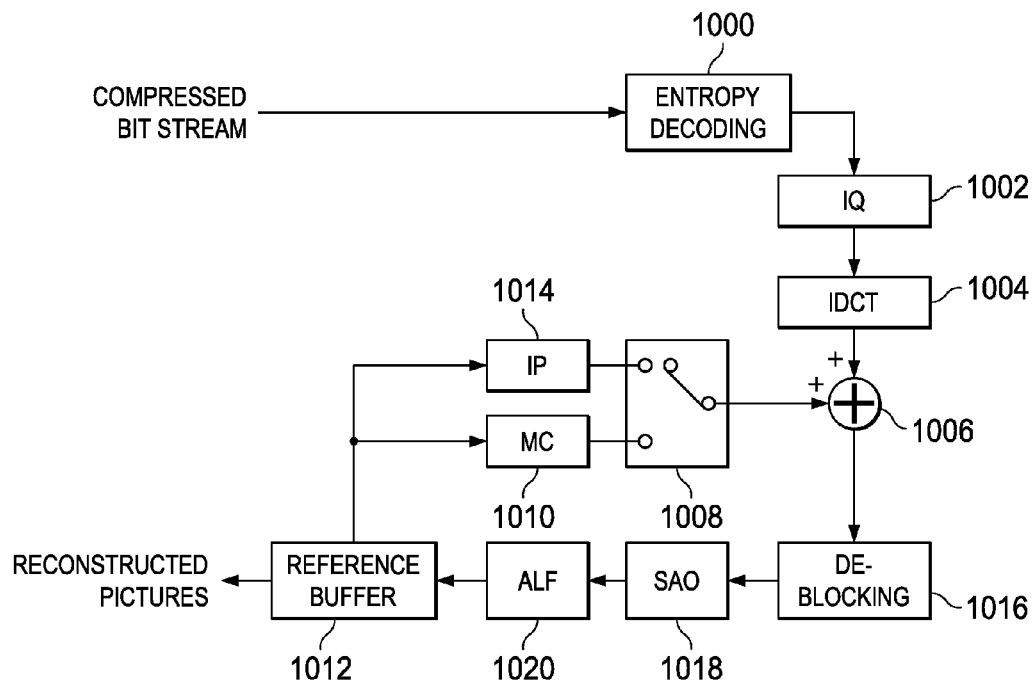 1000
COMPRESSED
BIT STREAM
ENTROPY
DECODING
IQ
1002
IDCT
1004
1014
IP
+
+
1006
MC
1010
1008
RECONSTRUCTED
PICTURES
REFERENCE
BUFFER
ALF
SAO
DE-
BLOCKING
1016
1012
1020
1018